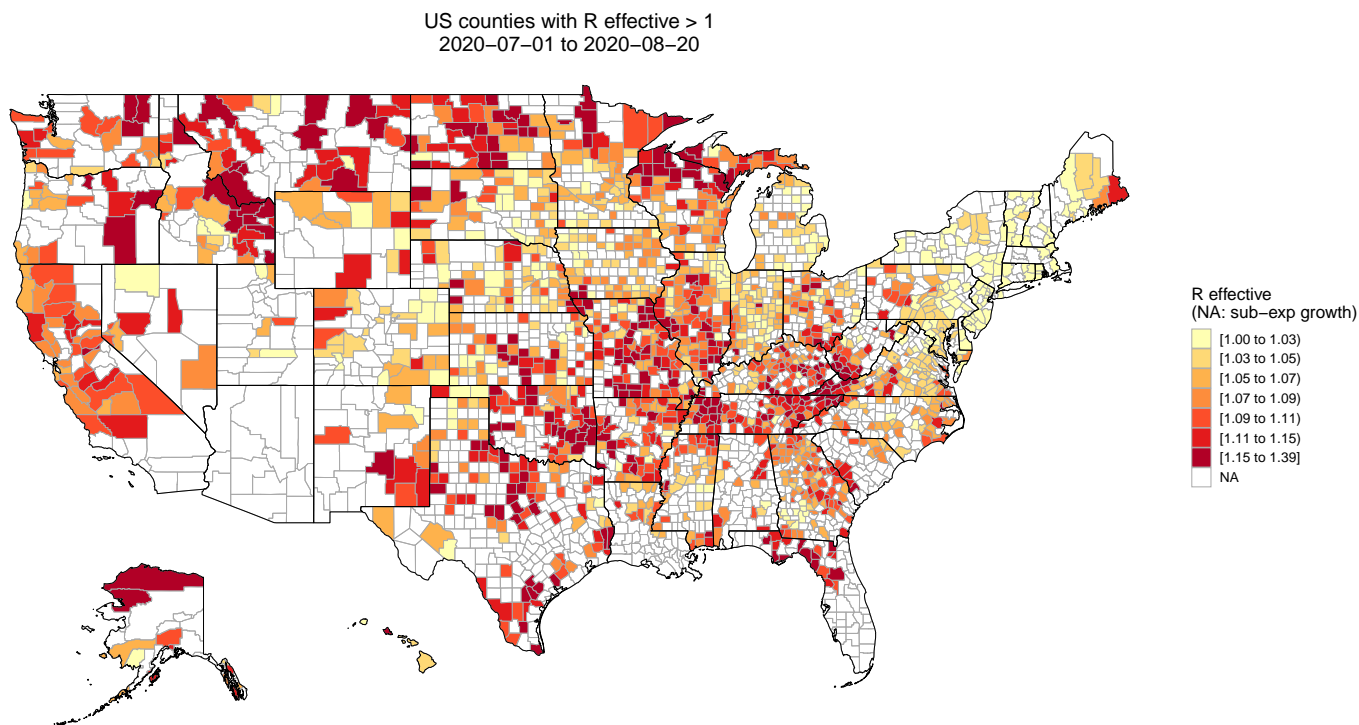 US counties with R effective > 1
2020−07−01 to 2020−08−20
R effective
(NA: sub−exp growth)
[1.00 to 1.03)
[1.03 to 1.05)
[1.05 to 1.07)
[1.07 to 1.09)
[1.09 to 1.11)
[1.11 to 1.15)
[1.15 to 1.39]
NA